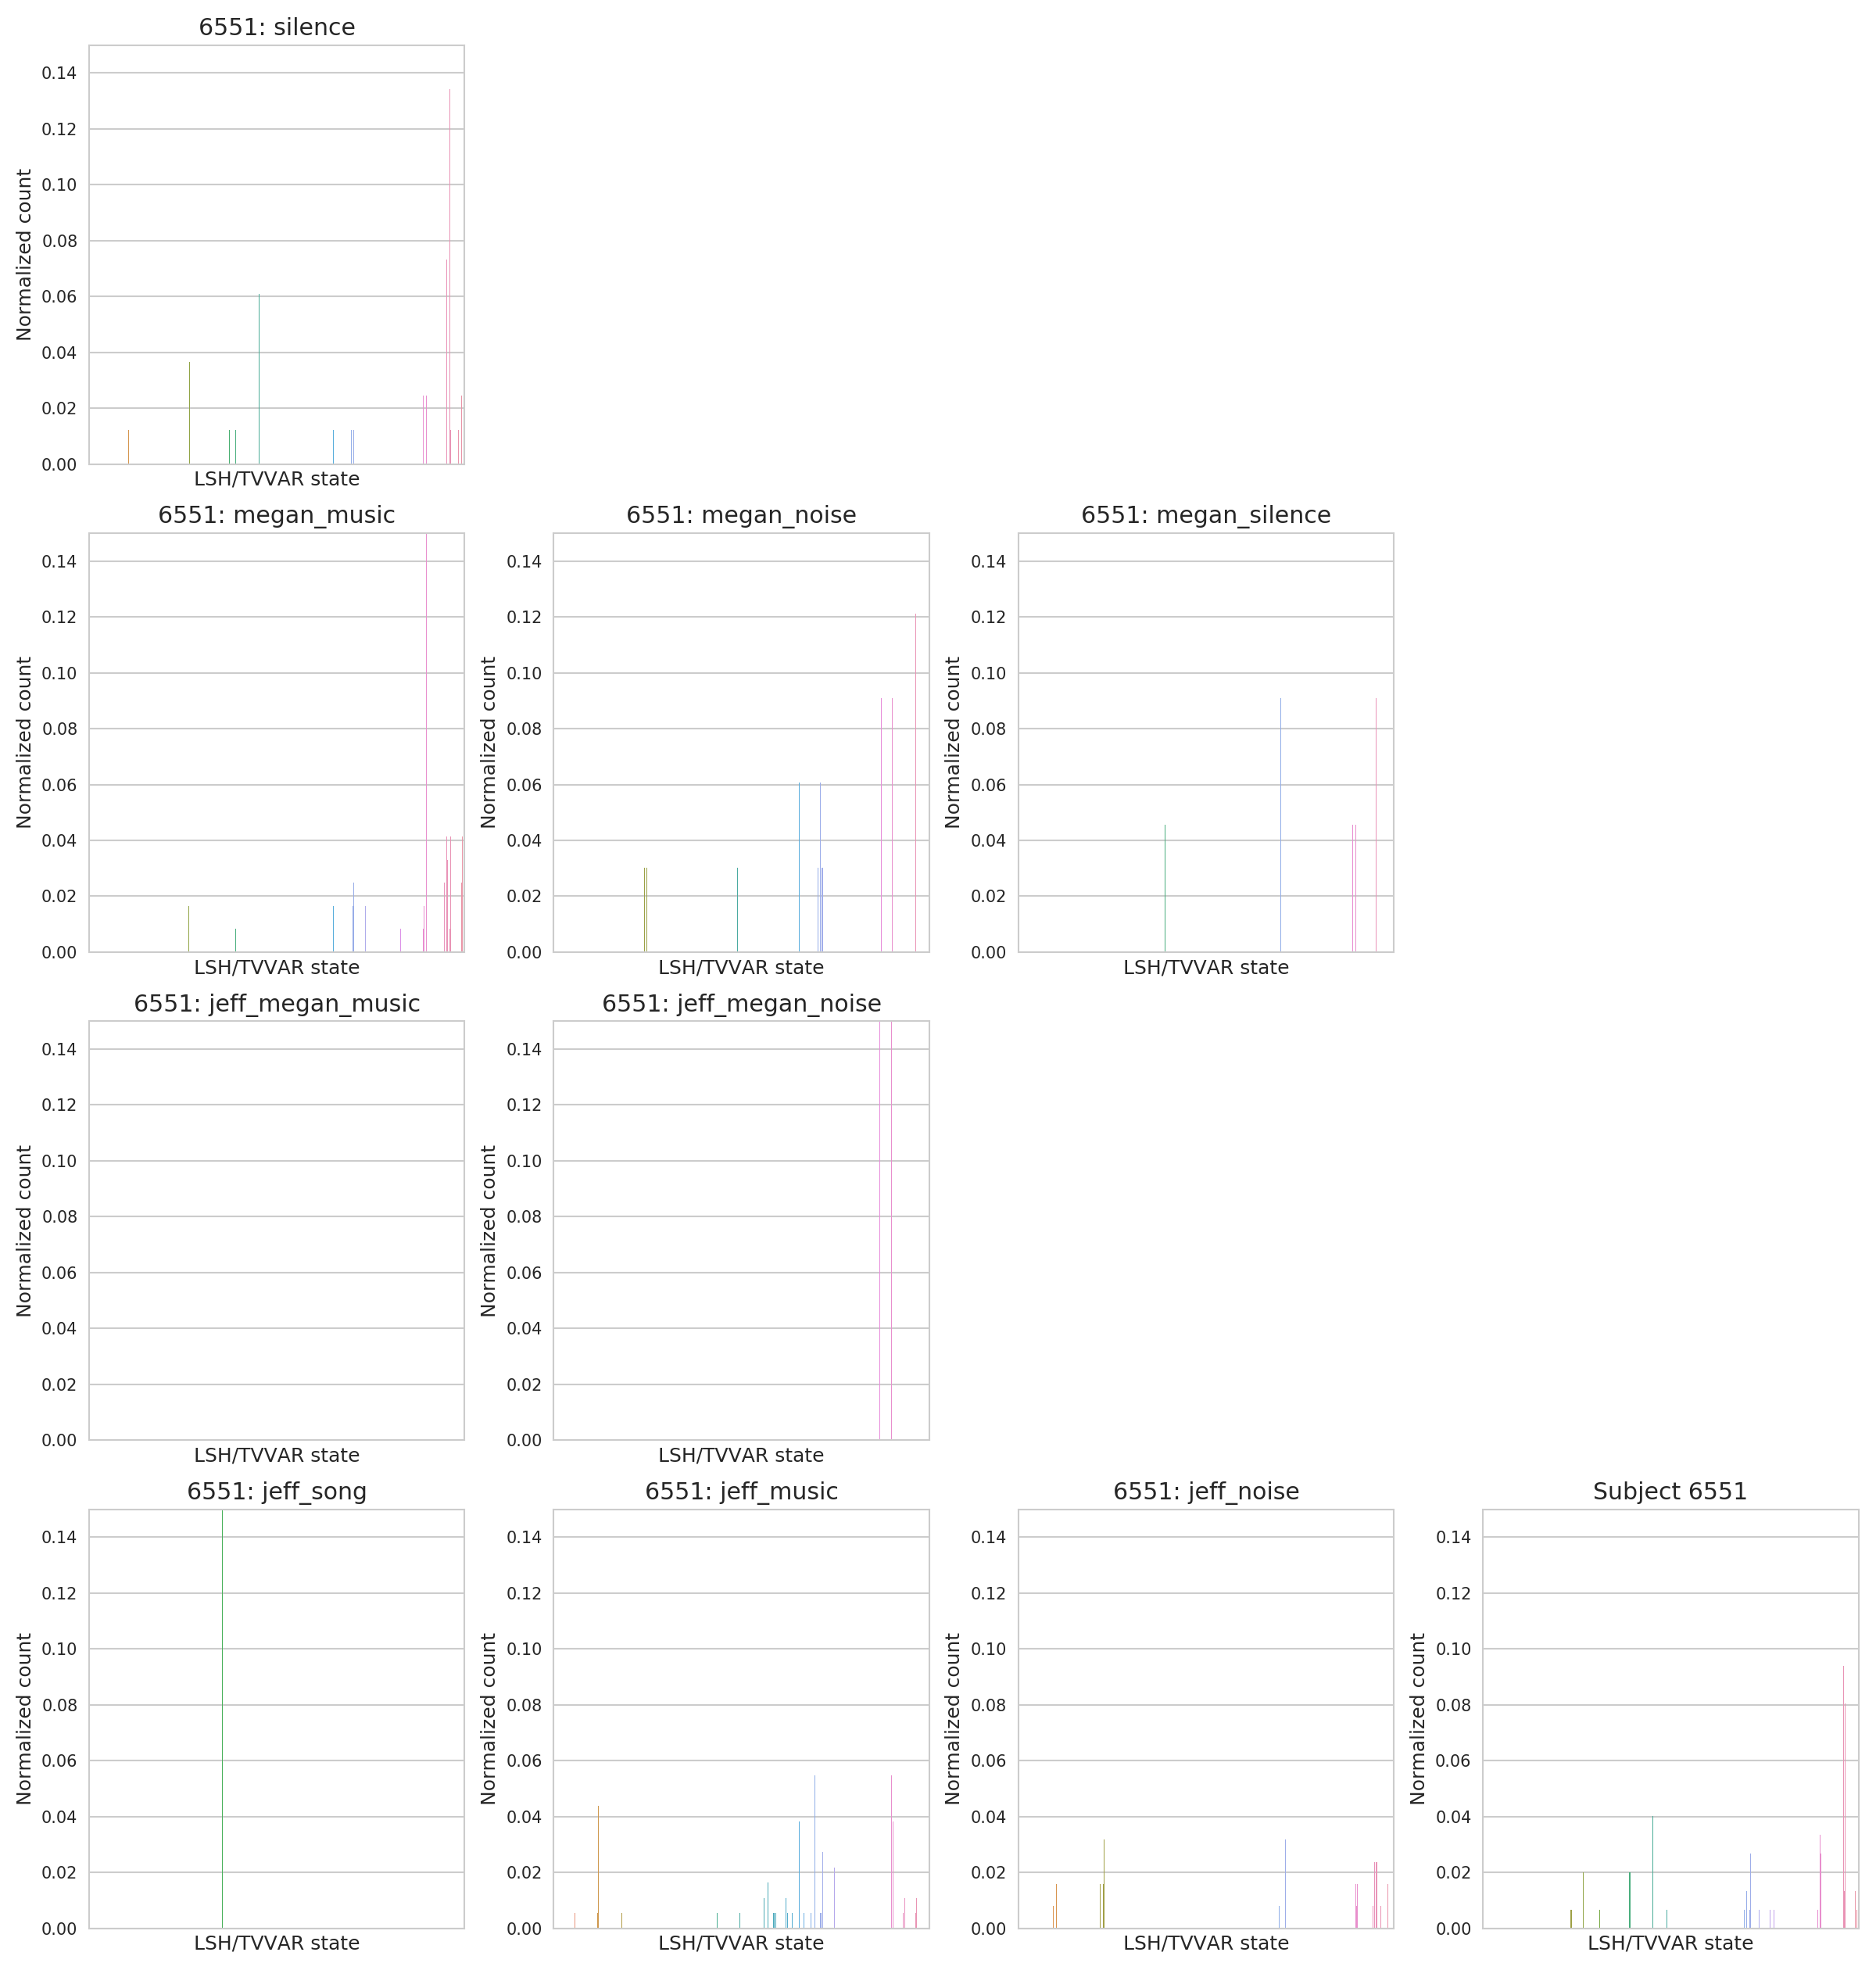 6551: silence
Normalized count
0.14
0.12
0.10
0.08
0.06
0.04
0.02
0.00
LSH/TVVAR state
6551: megan_music
Normalized count
0.14
0.12
0.10
0.08
0.06
0.04
0.02
0.00
LSH/TVVAR state
6551: megan_noise
Normalized count
0.14
0.12
0.10
0.08
0.06
0.04
0.02
0.00
LSH/TVVAR state
6551: megan_silence
Normalized count
0.14
0.12
0.10
0.08
0.06
0.04
0.02
0.00
LSH/TVVAR state
6551: jeff_megan_music
Normalized count
0.14
0.12
0.10
0.08
0.06
0.04
0.02
0.00
LSH/TVVAR state
6551: jeff_megan_noise
Normalized count
0.14
0.12
0.10
0.08
0.06
0.04
0.02
0.00
LSH/TVVAR state
6551: jeff_song
Normalized count
0.14
0.12
0.10
0.08
0.06
0.04
0.02
0.00
LSH/TVVAR state
6551: jeff_music
Normalized count
0.14
0.12
0.10
0.08
0.06
0.04
0.02
0.00
LSH/TVVAR state
6551: jeff_noise
Normalized count
0.14
0.12
0.10
0.08
0.06
0.04
0.02
0.00
LSH/TVVAR state
Subject 6551
Normalized count
0.14
0.12
0.10
0.08
0.06
0.04
0.02
0.00
LSH/TVVAR state